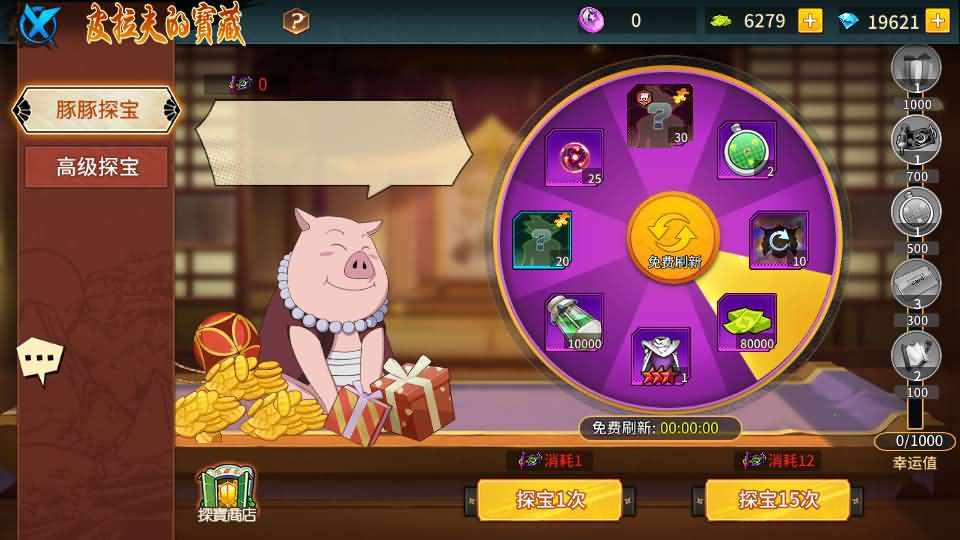 皮拉夫的寶藏
?
0
6279
19621
豚豚探宝
高级探宝
0
?
30
25
2
?
20
10
免费刷新
10000
80000
1
免费刷新: 00:00:00
消耗1
消耗12
探宝1次
探宝15次
探寶商店
1
1000
1
700
1
500
3
300
2
100
0/1000
幸运值